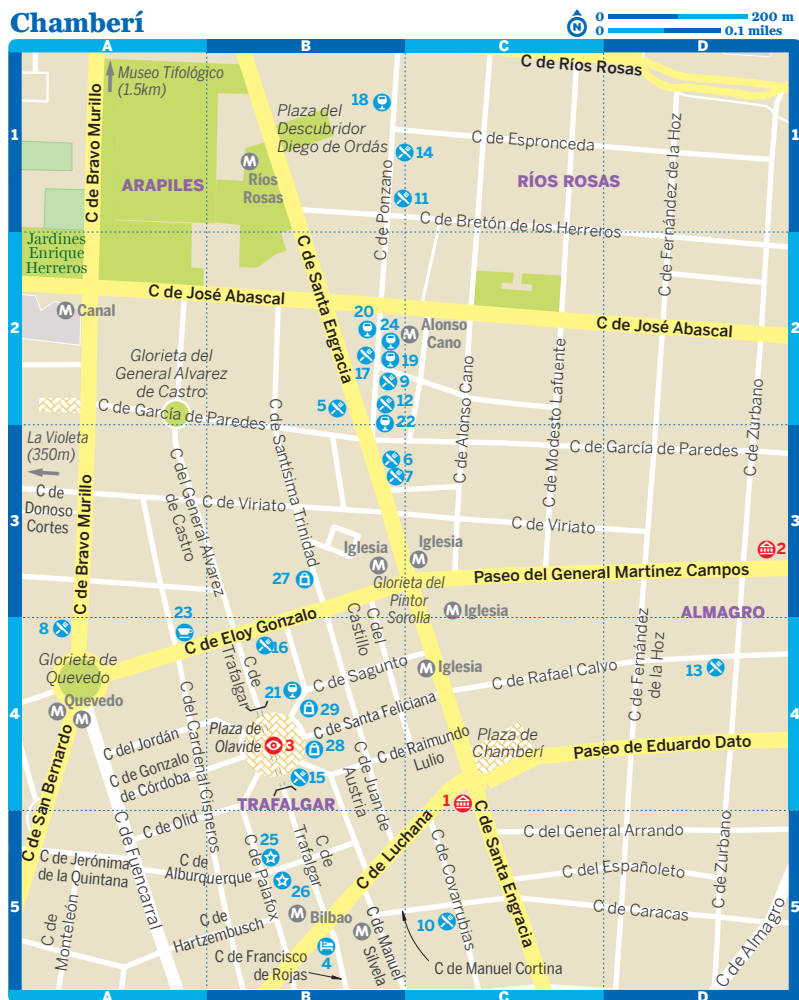 Chamberí
N
0 200 m
0 0.1 miles
A B C D
Museo Tifológico
(1.5km)
C de Ríos Rosas
18
Plaza del
Descubridor
Diego de Ordás
C de Bravo Murillo
1 1
C de Espronceda
14
C de Fernández de la Hoz
ARAPILES
M
Ríos
Rosas
RÍOS ROSAS
11
C de Ponzano
C de Bretón de los Herreros
Jardines
Enrique
Herreros
C de Santa Engracia
C de José Abascal
M Canal
20
24
M
Alonso
Cano
C de José Abascal
2 2
19
17
Glorieta del
General Alvarez
de Castro
9
12
5
22
C de García de Paredes
C de Santísima Trinidad
C de Alonso Cano
C de Modesto Lafuente
C de Zurbano
La Violeta
(350m)
C de García de Paredes
6
7
C de
Donoso
Cortes
C del General Alvarez
de Castro
C de Viriato
C de Viriato
3 3
C de Bravo Murillo
Iglesia
M
Iglesia
M
2
27
Glorieta del
Pintor
Sorolla
Paseo del General Martínez Campos
M Iglesia
ALMAGRO
8
23
C de Eloy Gonzalo
16
C del
Castillo
C de Fernández
de la Hoz
Glorieta de
Quevedo
C de
Trafalgar
C de Sagunto
M Iglesia
C de Rafael Calvo
13
21
Quevedo
M
M
29
C de Santa Feliciana
4 4
C del Jordán
Plaza de
Olavide
3
28
C de Raimundo
Lulio
Plaza de
Chamberí
Paseo de Eduardo Dato
C de Gonzalo
de Córdoba
15
C de Juan de
Austria
C del Cardenal Cisneros
TRAFALGAR
1
C de San Bernardo
C de Olid
C de Fuencarral
C de Luchana
C de Santa Engracia
C del General Arrando
C de Zurbano
25
C de
Trafalgar
C de Jerónima
de la Quintana
C de
Alburquerque
C de Palafox
C de Covarrubias
C del Españoleto
26
5 5
C de Caracas
M Bilbao
M
10
C de
Monteleón
C de
Hartzembusch
C de Manuel
Silvela
C de Almagro
4
C de Francisco
de Rojas
C de Manuel Cortina
A B C D